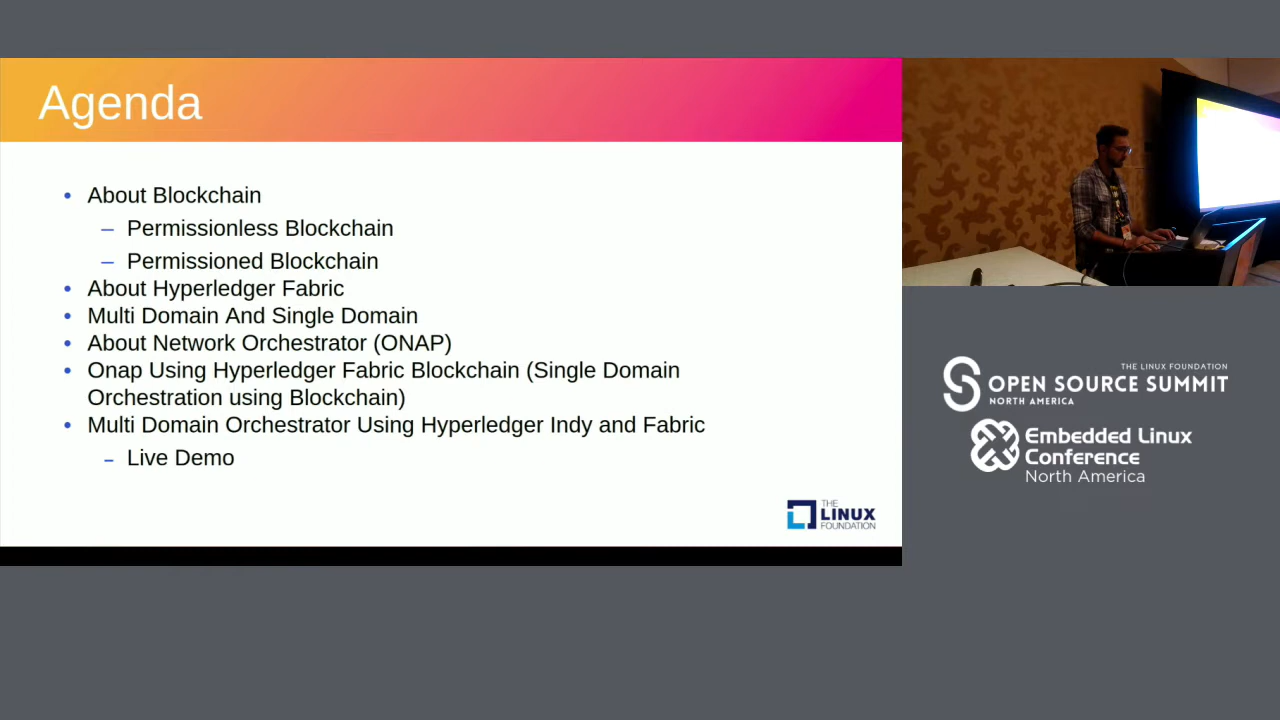 Agenda
• About Blockchain
– Permissionless Blockchain
– Permissioned Blockchain
• About Hyperledger Fabric
• Multi Domain And Single Domain
• About Network Orchestrator (ONAP)
• Onap Using Hyperledger Fabric Blockchain (Single Domain
Orchestration using Blockchain)
• Multi Domain Orchestrator Using Hyperledger Indy and Fabric
– Live Demo
THE
LINUX
FOUNDATION
THE LINUX FOUNDATION
OPEN SOURCE SUMMIT
NORTH AMERICA
Embedded Linux
Conference
North America